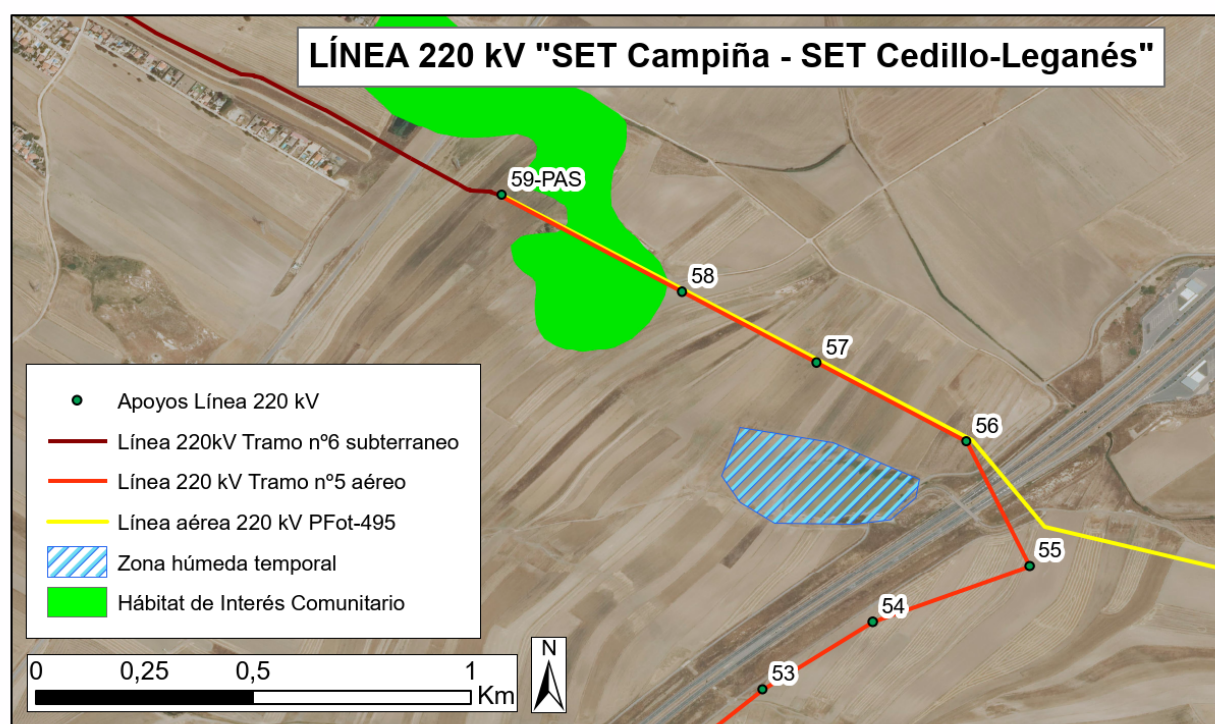 LÍNEA 220 kV "SET Campiña - SET Cedillo-Leganés"
59-PAS
58
57
56
55
54
53
Apoyos Línea 220 kV
Línea 220kV Tramo nº6 subterraneo
Línea 220 kV Tramo nº5 aéreo
Línea aérea 220 kV PFot-495
Zona húmeda temporal
Hábitat de Interés Comunitario
0 0,25 0,5 1
Km
N